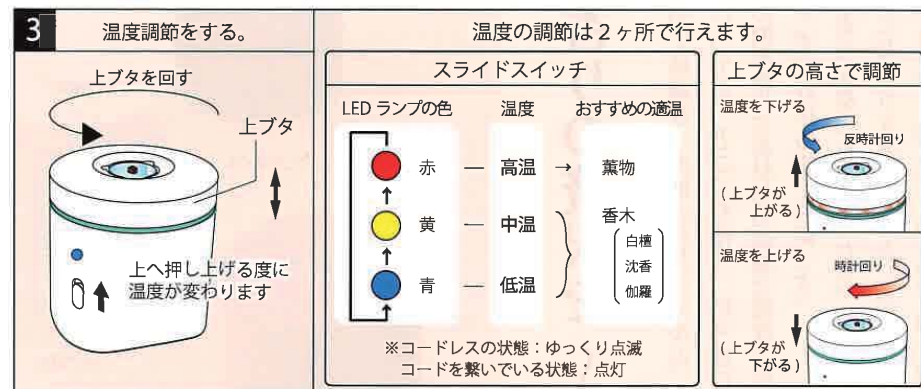 3 温度調節をする。
上ブタを回す
上ブタ
上へ押し上げる度に
温度が変わります
温度の調節は2ヶ所で行えます。
スライドスイッチ
LED ランプの色 温度 おすすめの適温
赤 — 高温 → 薫物
黄 — 中温
青 — 低温
香木
白檀
沈香
伽羅
※コードレスの状態：ゆっくり点滅
コードを繋いでいる状態：点灯
上ブタの高さで調節
温度を下げる
反時計回り
(上ブタが
上がる)
温度を上げる
時計回り
(上ブタが
下がる)